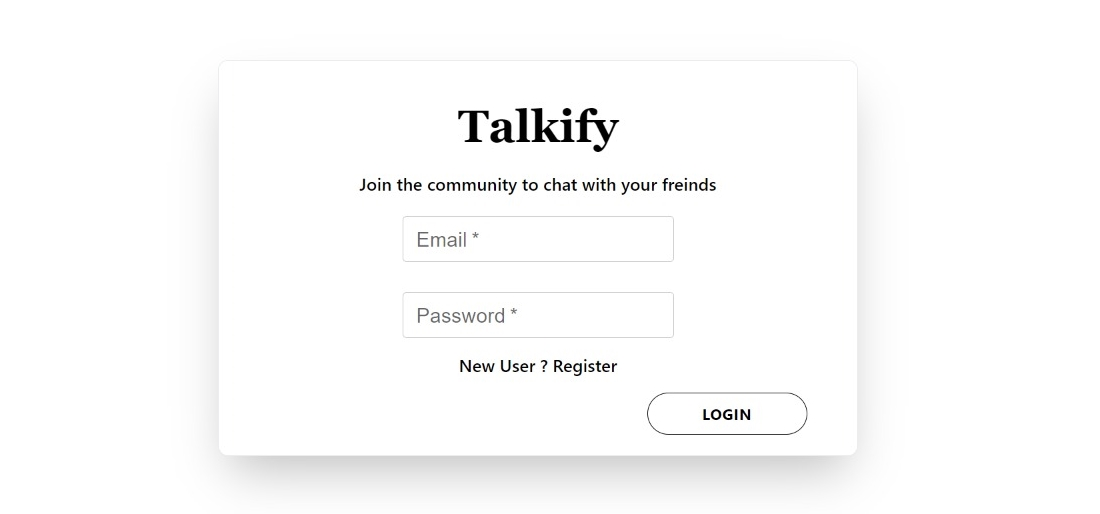 Talkify
Join the community to chat with your freinds
Email *
Password *
New User ? Register
LOGIN